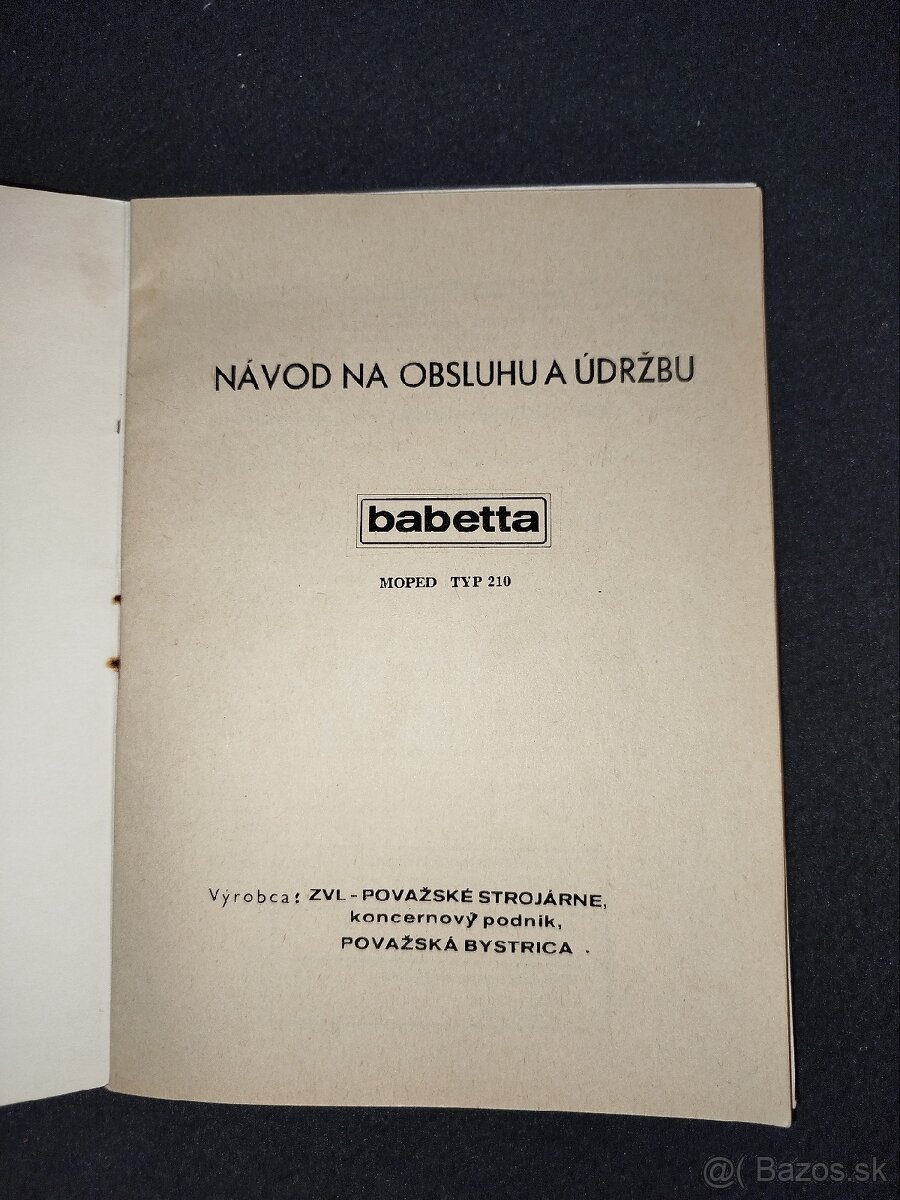 NÁVOD NA OBSLUHU A ÚDRŽBU
babetta
MOPED TYP 210
Výrobca: ZVL - POVAŽSKÉ STROJÁRNE,
koncernový podnik,
POVAŽSKÁ BYSTRICA .
@( Bazos.sk